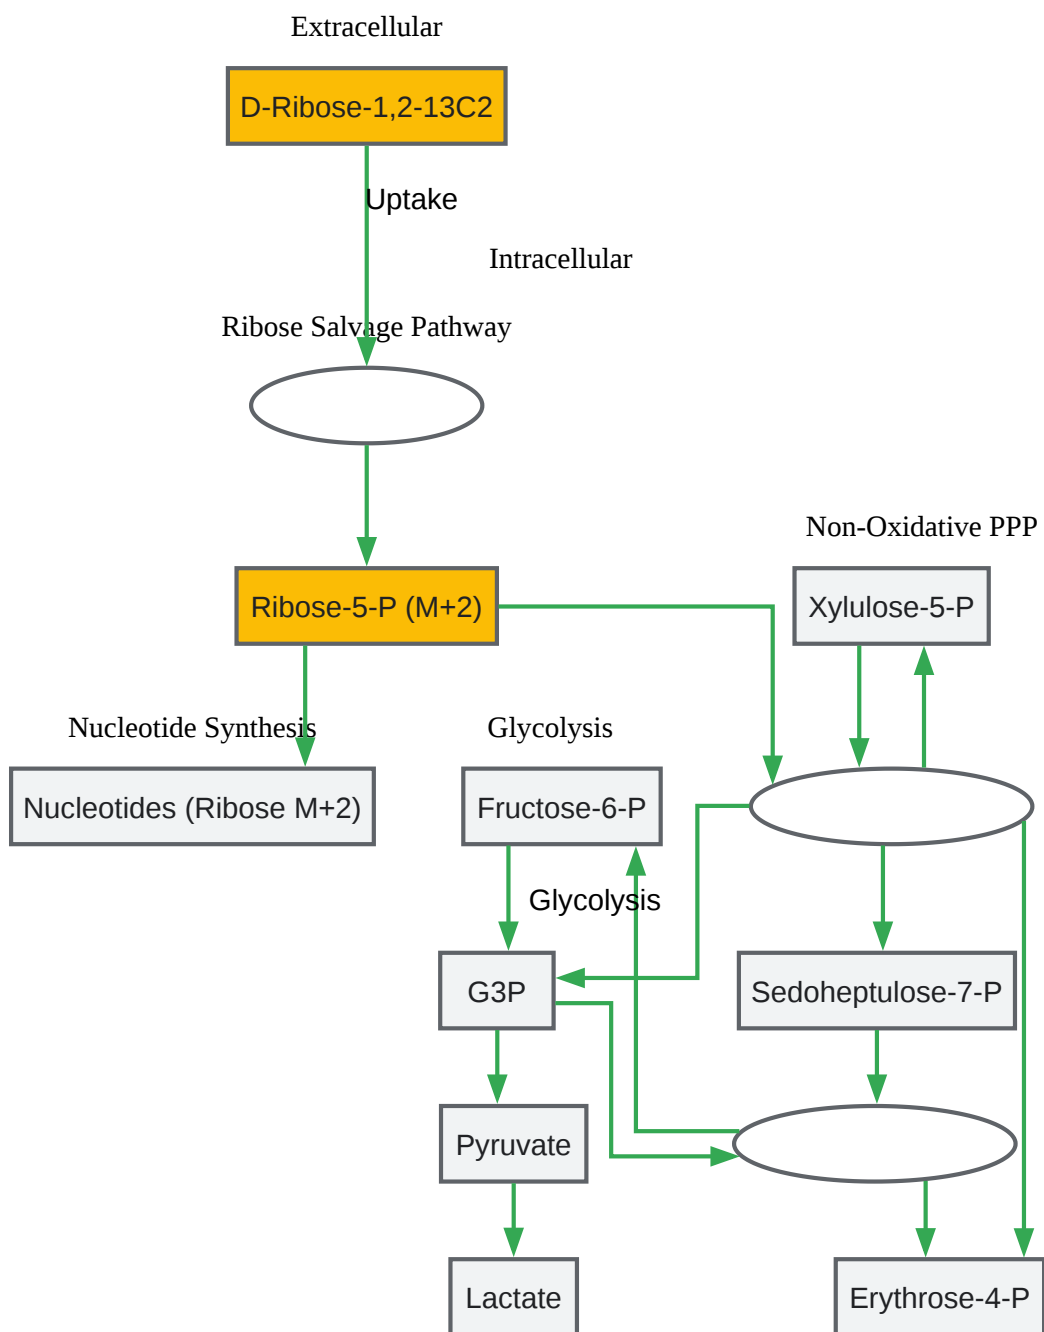 Extracellular
D-Ribose-1,2-13C2
Uptake
Intracellular
Ribose Salvage Pathway
Non-Oxidative PPP
Ribose-5-P (M+2)
Xylulose-5-P
Nucleotide Synthesis
Glycolysis
Nucleotides (Ribose M+2)
Fructose-6-P
Glycolysis
G3P
Sedoheptulose-7-P
Pyruvate
Lactate
Erythrose-4-P